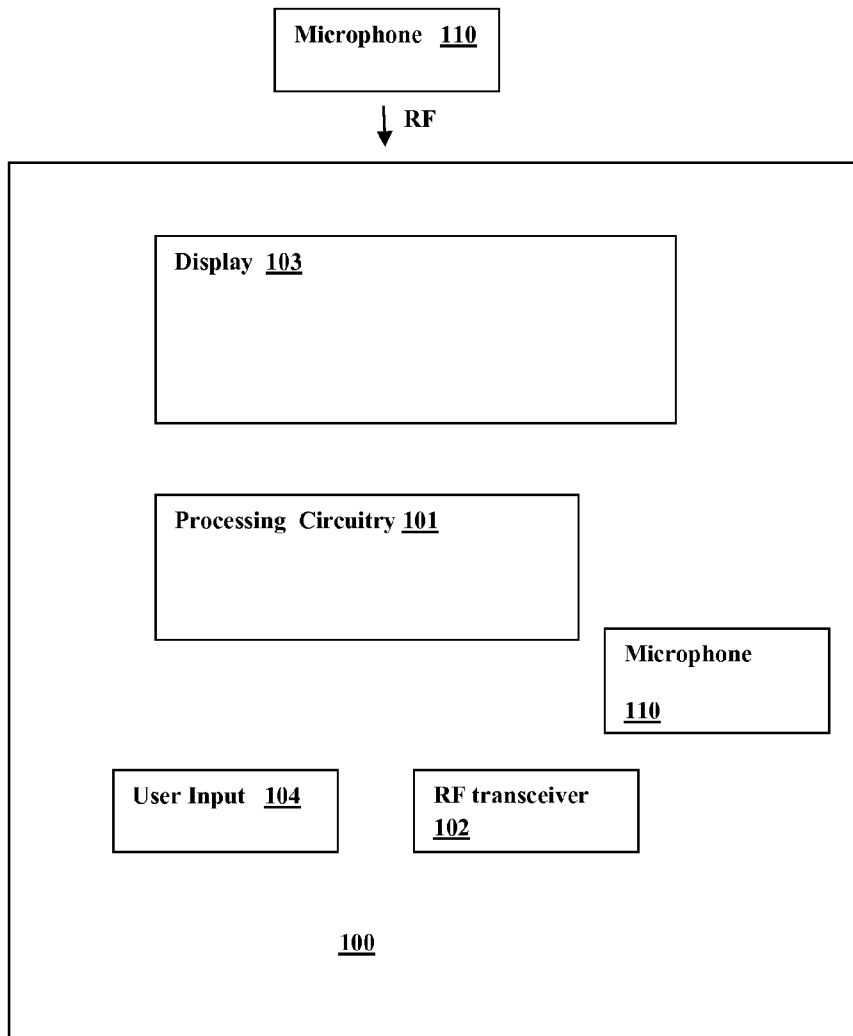 Microphone 110
RF
Display 103
Processing Circuitry 101
Microphone
110
User Input 104
RF transceiver
102
100